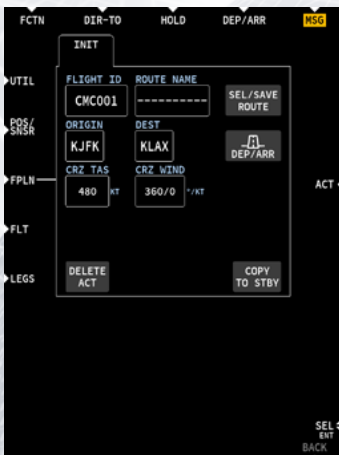 FCTN DIR-TO HOLD DEP/ARR MSG
INIT
UTIL
FLIGHT ID ROUTE NAME
CMC001 ----------
SEL/SAVE
ROUTE
POS/
SNSR
ORIGIN DEST
KJFK KLAX
DEP/ARR
CRZ TAS CRZ WIND
FPLN
480 KT 360/0 °/KT
ACT
FLT
LEGS
DELETE
ACT
COPY
TO STBY
SEL
ENT
BACK